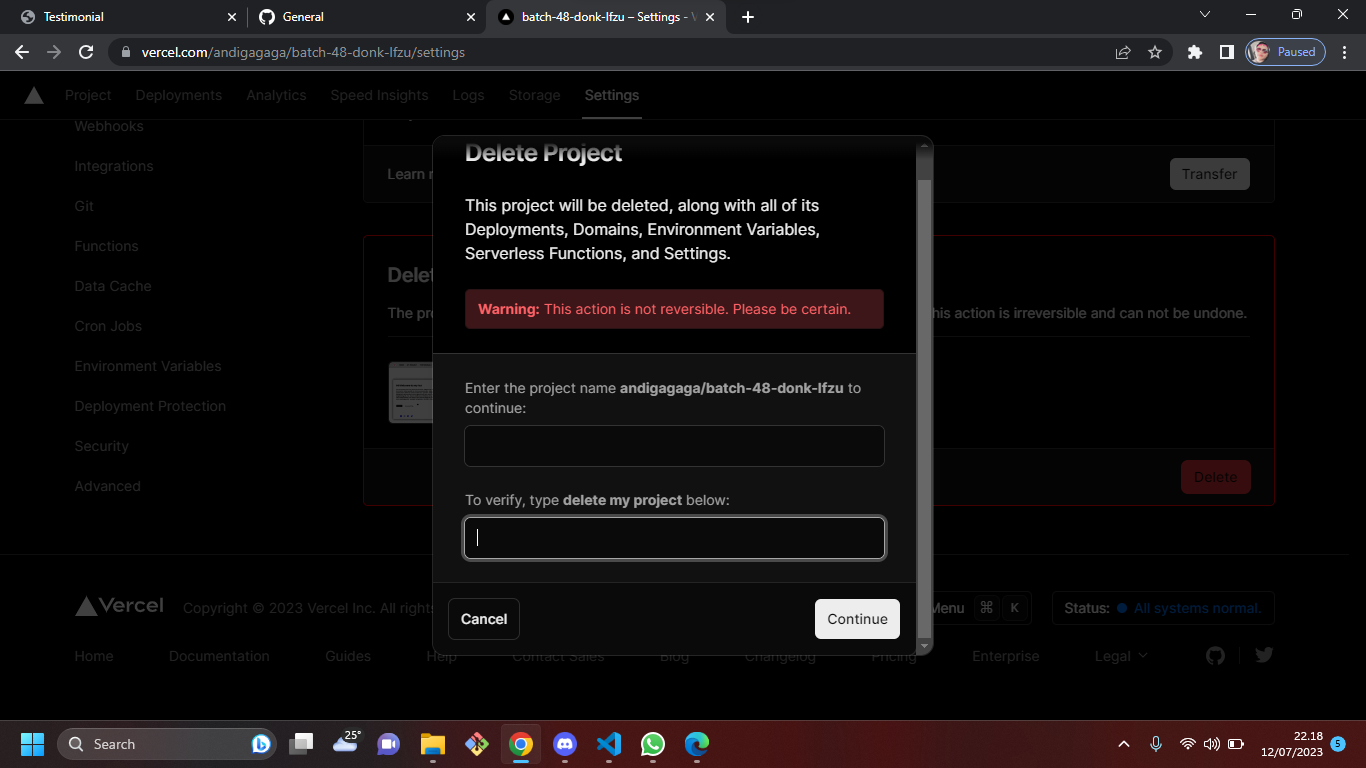 Testimonial
General
batch-48-donk-lfzu – Settings -
vercel.com/andigagaga/batch-48-donk-lfzu/settings
Paused
Project
Deployments
Analytics
Speed Insights
Logs
Storage
Settings
Webhooks
Integrations
Git
Functions
Data Cache
Cron Jobs
Environment Variables
Deployment Protection
Security
Advanced
Learn
Transfer
Delet
The pr
his action is irreversible and can not be undone.
Delete
Delete Project
This project will be deleted, along with all of its
Deployments, Domains, Environment Variables,
Serverless Functions, and Settings.
Warning: This action is not reversible. Please be certain.
Enter the project name andigagaga/batch-48-donk-lfzu to
continue:
To verify, type delete my project below:
Cancel
Continue
Vercel
Copyright © 2023 Vercel Inc. All rights
Menu
⌘ K
Status: All systems normal.
Home
Documentation
Guides
Help
Contact Sales
Blog
Changelog
Pricing
Enterprise
Legal
Search
25°
22.18
12/07/2023
5